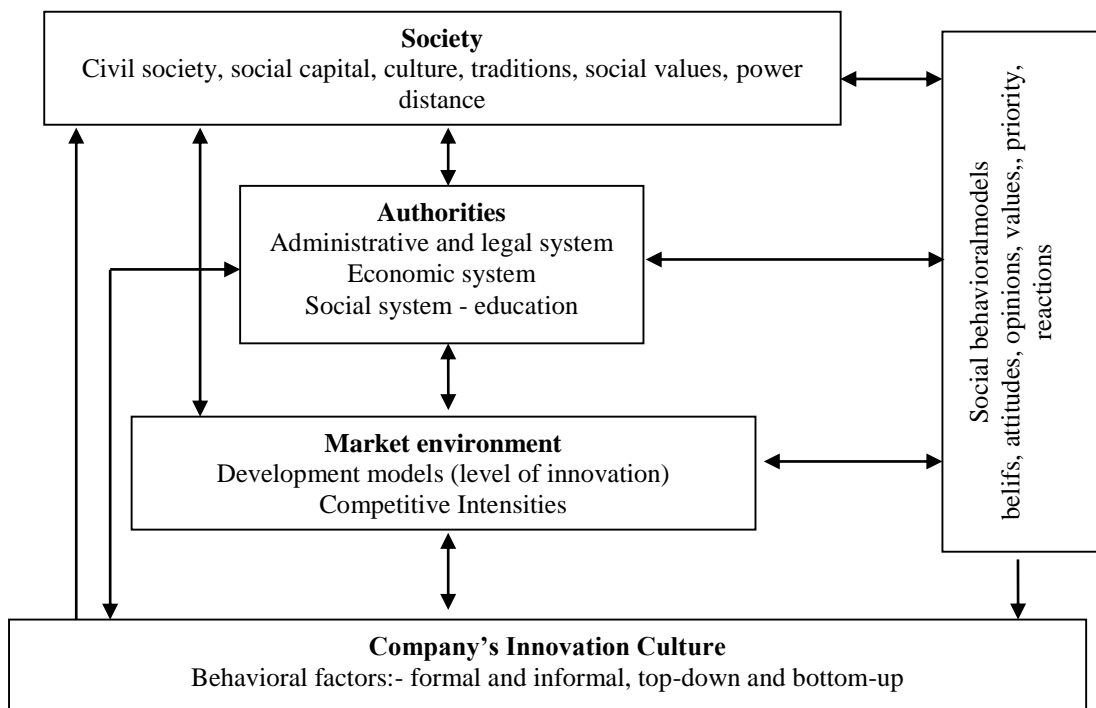 Society
Civil society, social capital, culture, traditions, social values, power
distance
Authorities
Administrative and legal system
Economic system
Social system - education
Market environment
Development models (level of innovation)
Competitive Intensities
Social behavioralmodels
belifs, attitudes, opinions, values,, priority,
reactions
Company’s Innovation Culture
Behavioral factors:- formal and informal, top-down and bottom-up